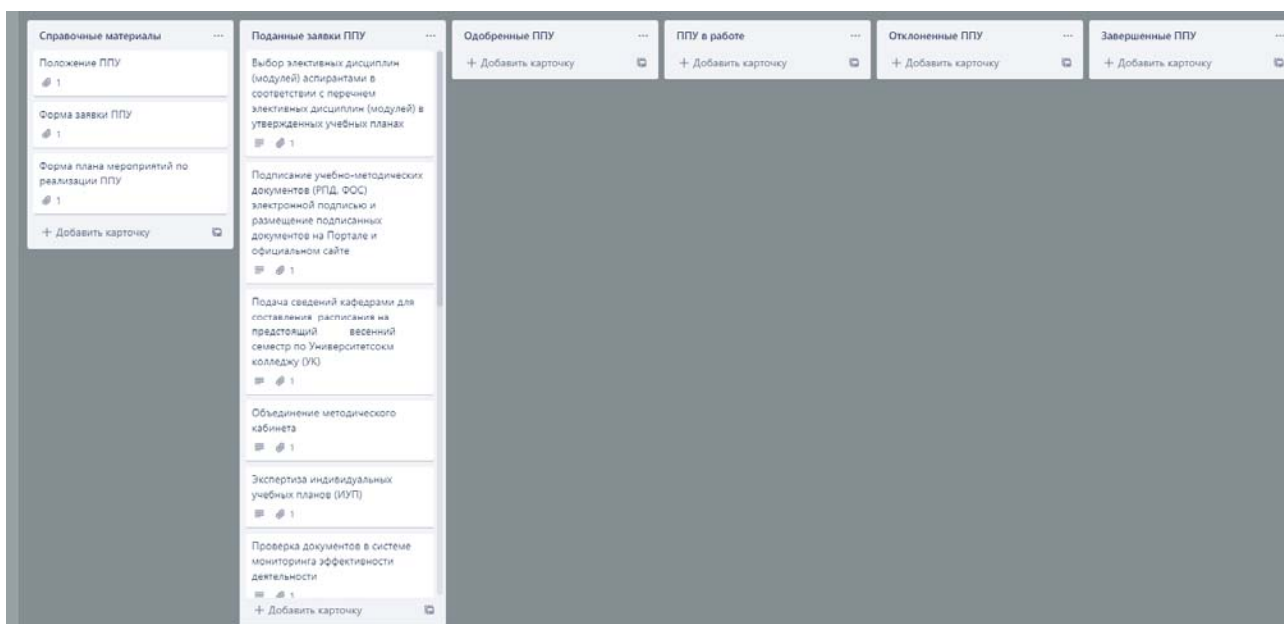 Справочные материалы
Положение ППУ
1
Форма заявки ППУ
1
Форма плана мероприятий по
реализации ППУ
1
+ Добавить карточку
Поданные заявки ППУ
Выбор элективных дисциплин
(модулей) аспирантами в
соответствии с перечнем
элективных дисциплин (модулей) в
утвержденных учебных планах
1
Подписание учебно-методических
документов (РПД, ФОС)
электронной подписью и
размещение подписанных
документов на Портале и
официальном сайте
1
Подача сведений кафедрами для
составления расписания на
предстоящий весенний
семестр по Университетсокм
колледжу (УК)
1
Объединение методического
кабинета
1
Экспертиза индивидуальных
учебных планов (ИУП)
1
Проверка документов в системе
мониторинга эффективности
деятельности
1
+ Добавить карточку
Одобренные ППУ
+ Добавить карточку
ППУ в работе
+ Добавить карточку
Отклоненные ППУ
+ Добавить карточку
Завершенные ППУ
+ Добавить карточку